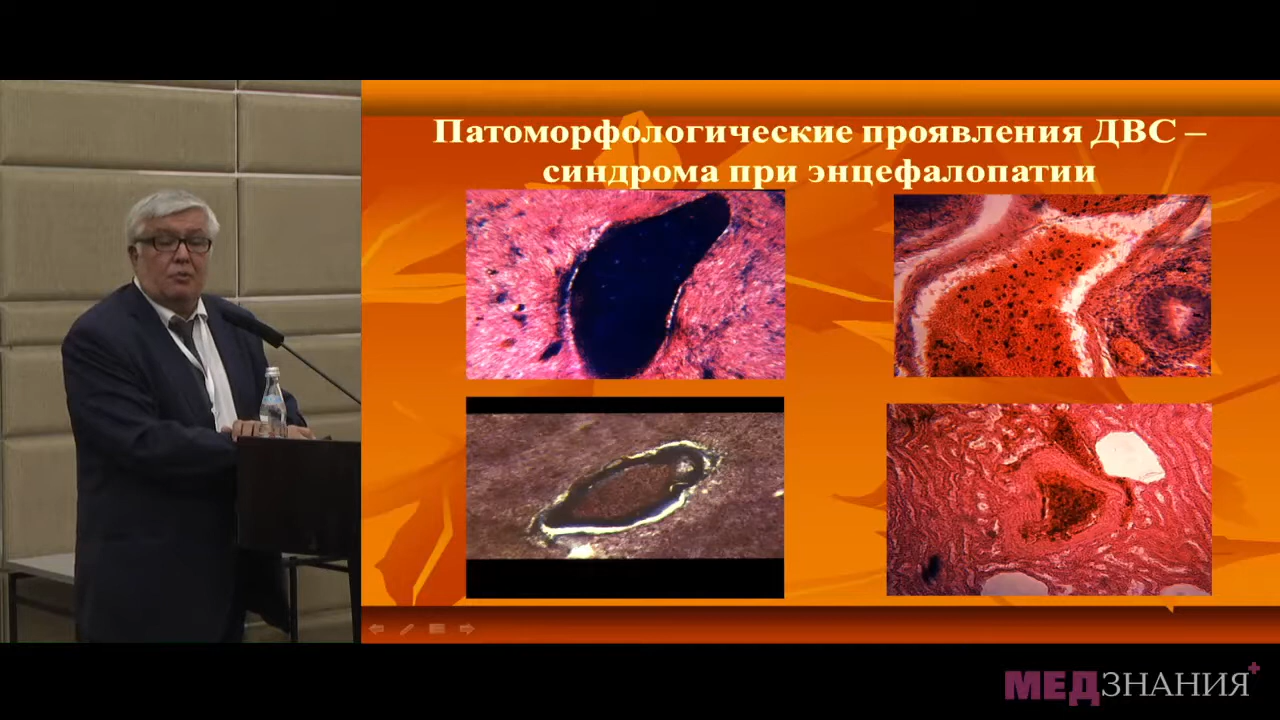 Патоморфологические проявления ДВС –
синдрома при энцефалопатии
МЕДЗНАНИЯ+